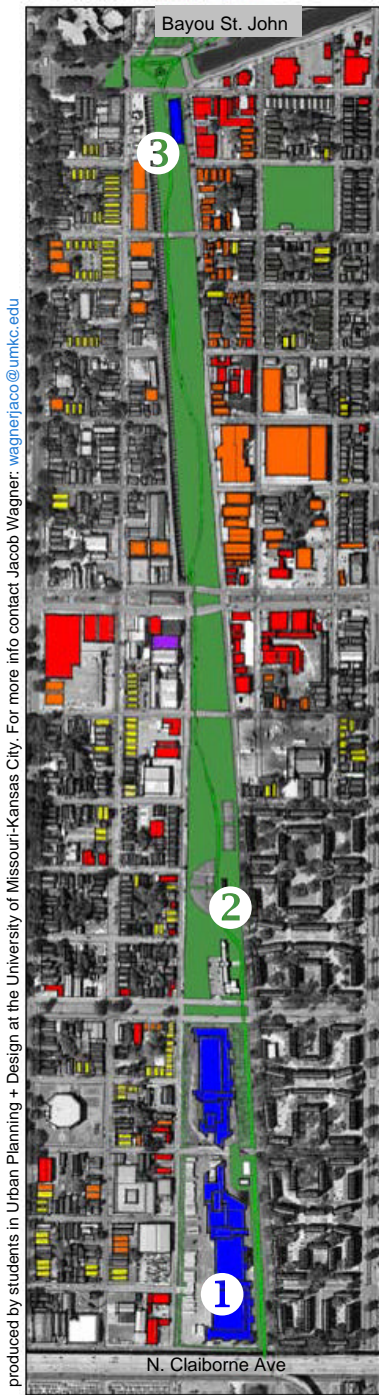 Bayou St. John
3
2
1
N. Claiborne Ave
produced by students in Urban Planning + Design at the University of Missouri-Kansas City. For more info contact Jacob Wagner: wagnerjaco@umkc.edu